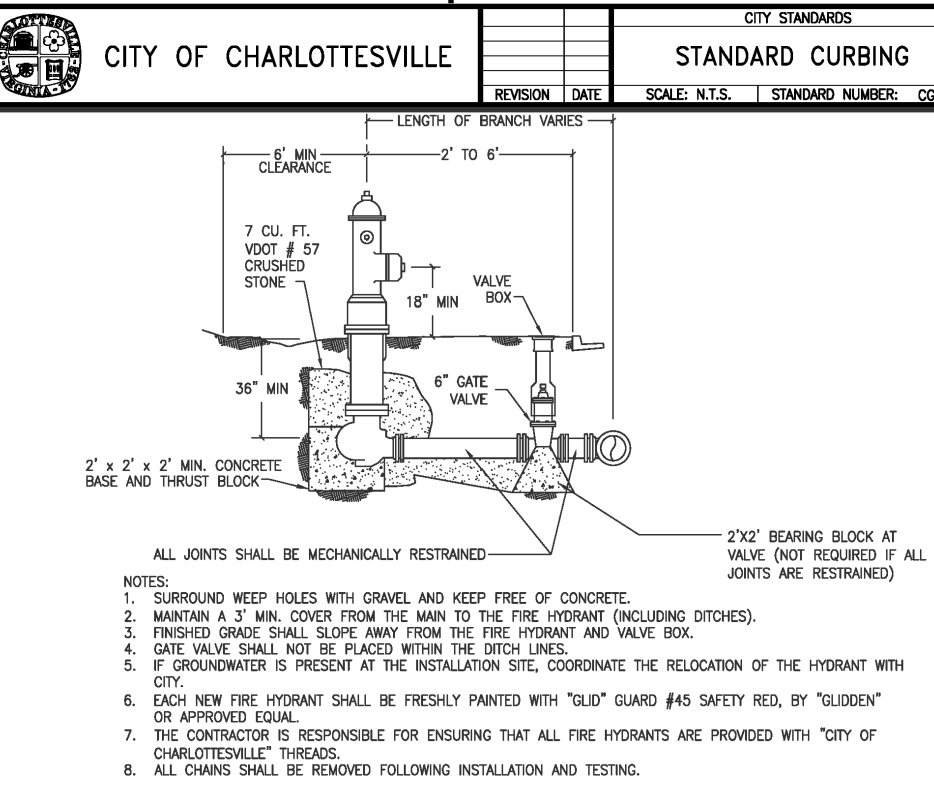 CHARLOTTESVILLE
VIRGINIA
CITY OF CHARLOTTESVILLE
REVISION
DATE
CITY STANDARDS
STANDARD CURBING
SCALE: N.T.S.
STANDARD NUMBER: CG
LENGTH OF BRANCH VARIES
6' MIN
CLEARANCE
2' TO 6'
7 CU. FT.
VDOT # 57
CRUSHED
STONE
18" MIN
VALVE
BOX
36" MIN
6" GATE
VALVE
2' x 2' x 2' MIN. CONCRETE
BASE AND THRUST BLOCK
2'X2' BEARING BLOCK AT
VALVE (NOT REQUIRED IF ALL
JOINTS ARE RESTRAINED)
ALL JOINTS SHALL BE MECHANICALLY RESTRAINED
NOTES:
1. SURROUND WEEP HOLES WITH GRAVEL AND KEEP FREE OF CONCRETE.
2. MAINTAIN A 3' MIN. COVER FROM THE MAIN TO THE FIRE HYDRANT (INCLUDING DITCHES).
3. FINISHED GRADE SHALL SLOPE AWAY FROM THE FIRE HYDRANT AND VALVE BOX.
4. GATE VALVE SHALL NOT BE PLACED WITHIN THE DITCH LINES.
5. IF GROUNDWATER IS PRESENT AT THE INSTALLATION SITE, COORDINATE THE RELOCATION OF THE HYDRANT WITH
CITY.
6. EACH NEW FIRE HYDRANT SHALL BE FRESHLY PAINTED WITH "GLID" GUARD #45 SAFETY RED, BY "GLIDDEN"
OR APPROVED EQUAL.
7. THE CONTRACTOR IS RESPONSIBLE FOR ENSURING THAT ALL FIRE HYDRANTS ARE PROVIDED WITH "CITY OF
CHARLOTTESVILLE" THREADS.
8. ALL CHAINS SHALL BE REMOVED FOLLOWING INSTALLATION AND TESTING.